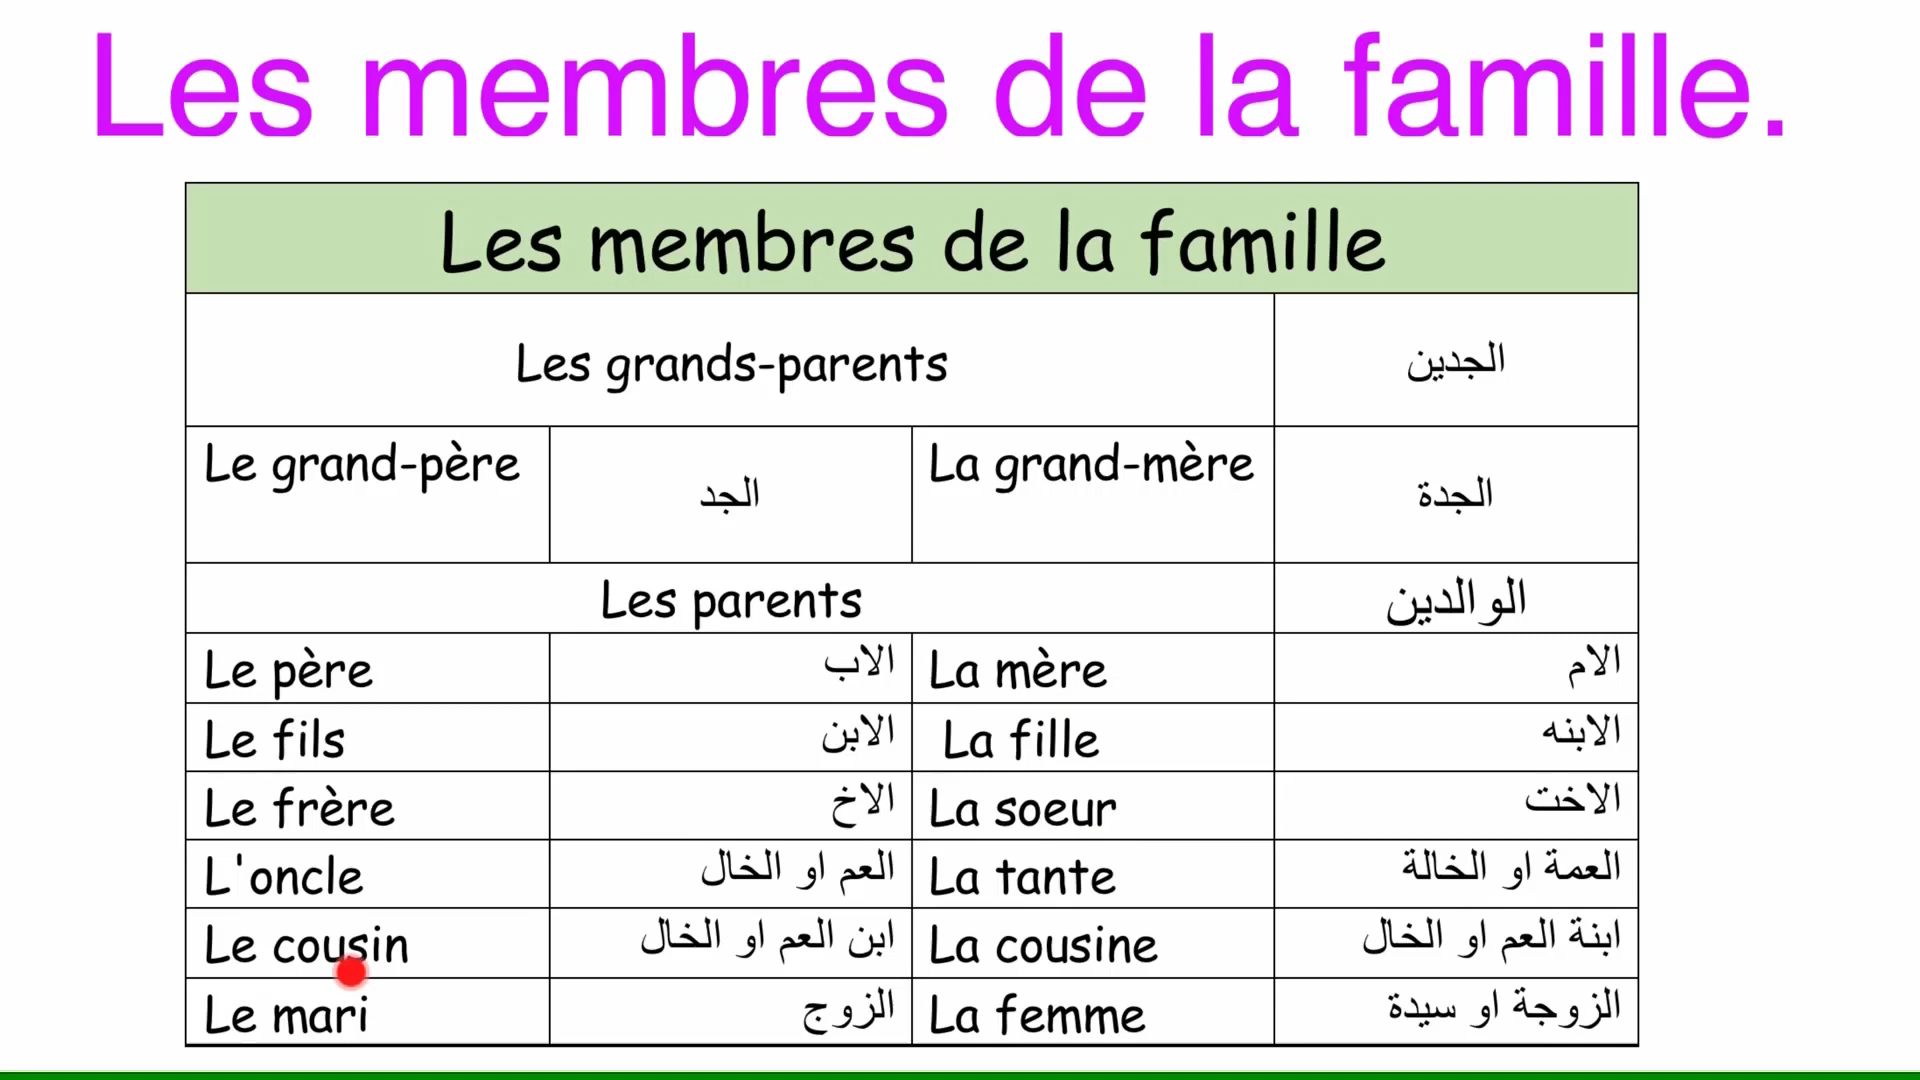 Les membres de la famille.
Les membres de la famille
Les grands-parents الجدين
Le grand-père الجد La grand-mère الجدة
Les parents الوالدين
Le père الاب La mère الام
Le fils الابن La fille الابنه
Le frère الاخ La soeur الاخت
L'oncle العم او الخال La tante العمة او الخالة
Le cousin ابن العم او الخال La cousine ابنة العم او الخال
Le mari الزوج La femme الزوجة او سيدة